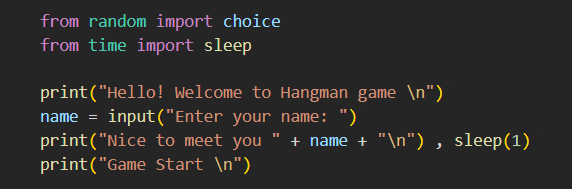 from random import choice
from time import sleep
print("Hello! Welcome to Hangman game \n")
name = input("Enter your name: ")
print("Nice to meet you " + name + "\n") , sleep(1)
print("Game Start \n")